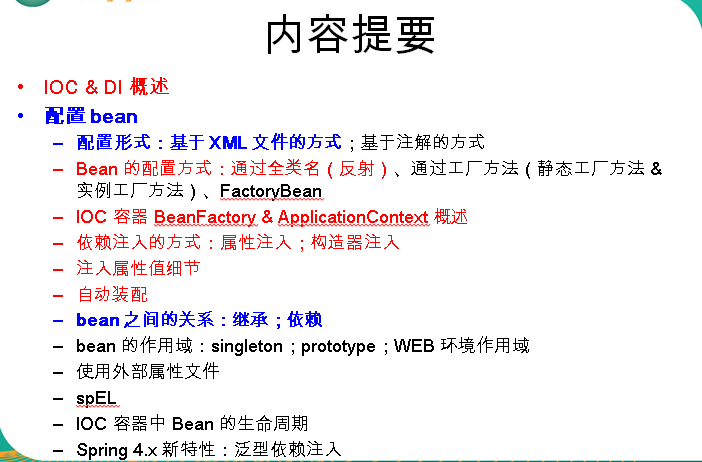 内容提要
• IOC & DI 概述
• 配置 bean
– 配置形式：基于 XML 文件的方式；基于注解的方式
– Bean 的配置方式：通过全类名（反射）、通过工厂方法（静态工厂方法 &
实例工厂方法）、FactoryBean
– IOC 容器 BeanFactory & ApplicationContext 概述
– 依赖注入的方式：属性注入；构造器注入
– 注入属性值细节
– 自动装配
– bean 之间的关系：继承；依赖
– bean 的作用域：singleton；prototype；WEB 环境作用域
– 使用外部属性文件
– spEL
– IOC 容器中 Bean 的生命周期
– Spring 4.x 新特性：泛型依赖注入